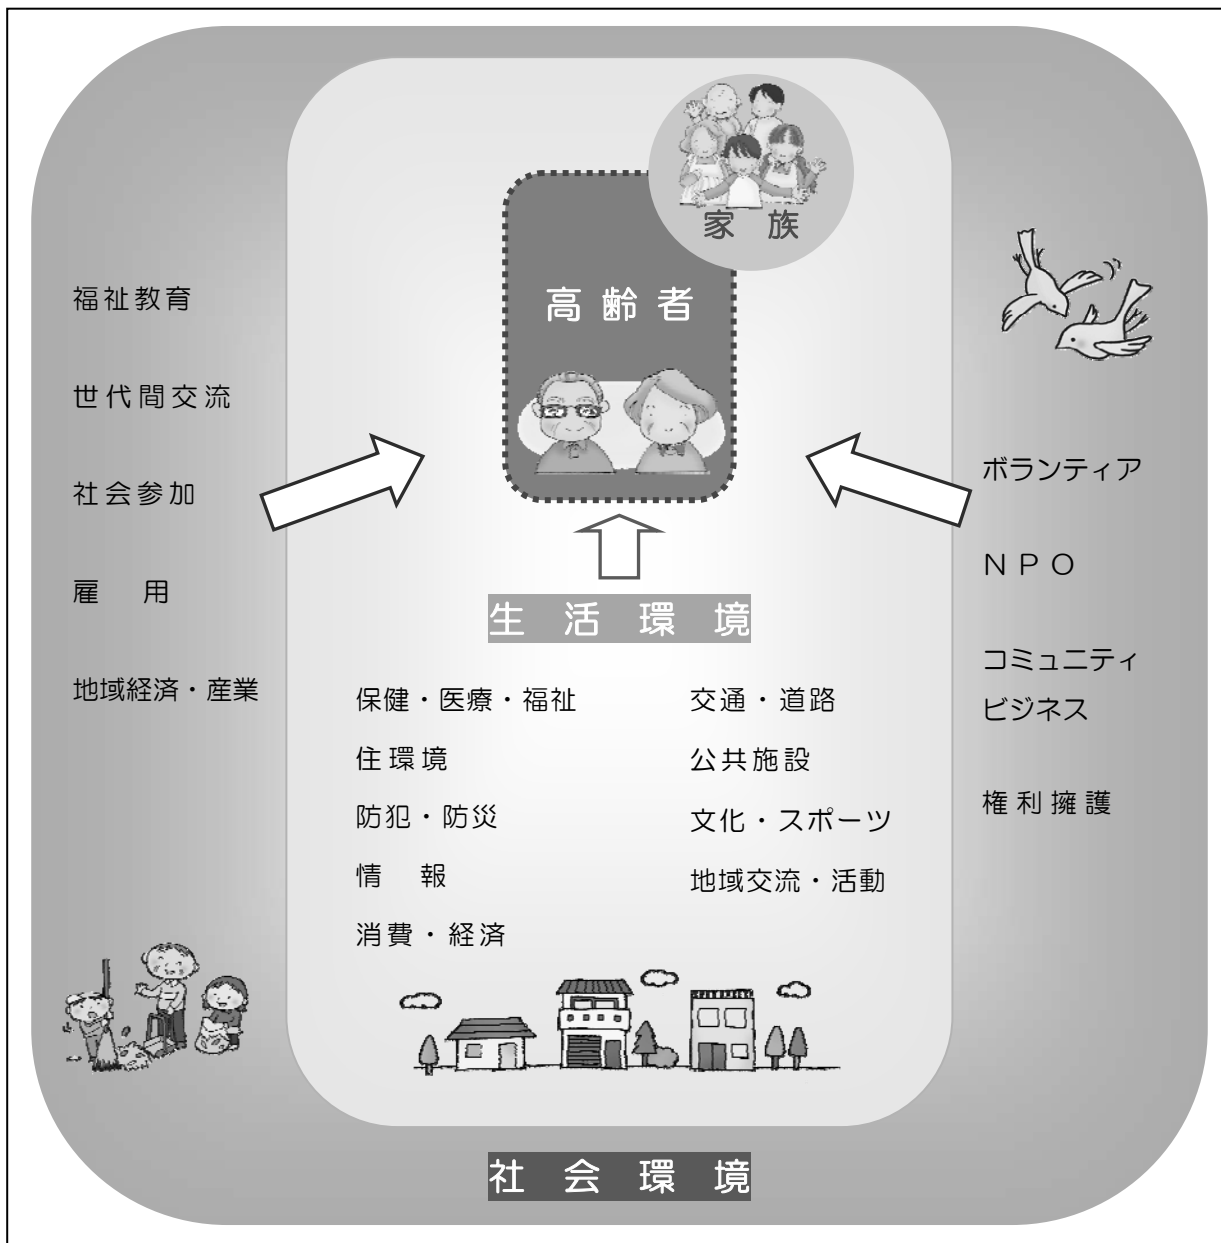 家族
高齢者
福祉教育
世代間交流
社会参加
雇用
地域経済・産業
ボランティア
NPO
コミュニティ
ビジネス
権利擁護
生活環境
保健・医療・福祉
住環境
防犯・防災
情報
消費・経済
交通・道路
公共施設
文化・スポーツ
地域交流・活動
社会環境